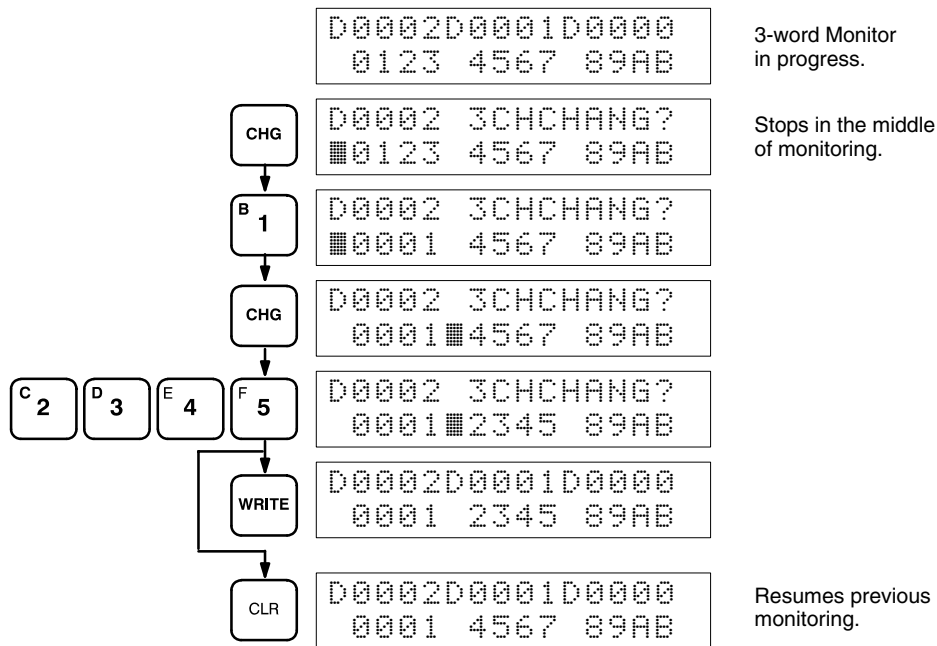 D0002D0001D0000
0123 4567 89AB
3-word Monitor
in progress.
CHG
D0002 3CHCHANG?
0123 4567 89AB
Stops in the middle
of monitoring.
B 1
D0002 3CHCHANG?
0001 4567 89AB
CHG
D0002 3CHCHANG?
0001 4567 89AB
C 2 D 3 E 4 F 5
D0002 3CHCHANG?
0001 2345 89AB
WRITE
D0002D0001D0000
0001 2345 89AB
CLR
D0002D0001D0000
0001 4567 89AB
Resumes previous
monitoring.